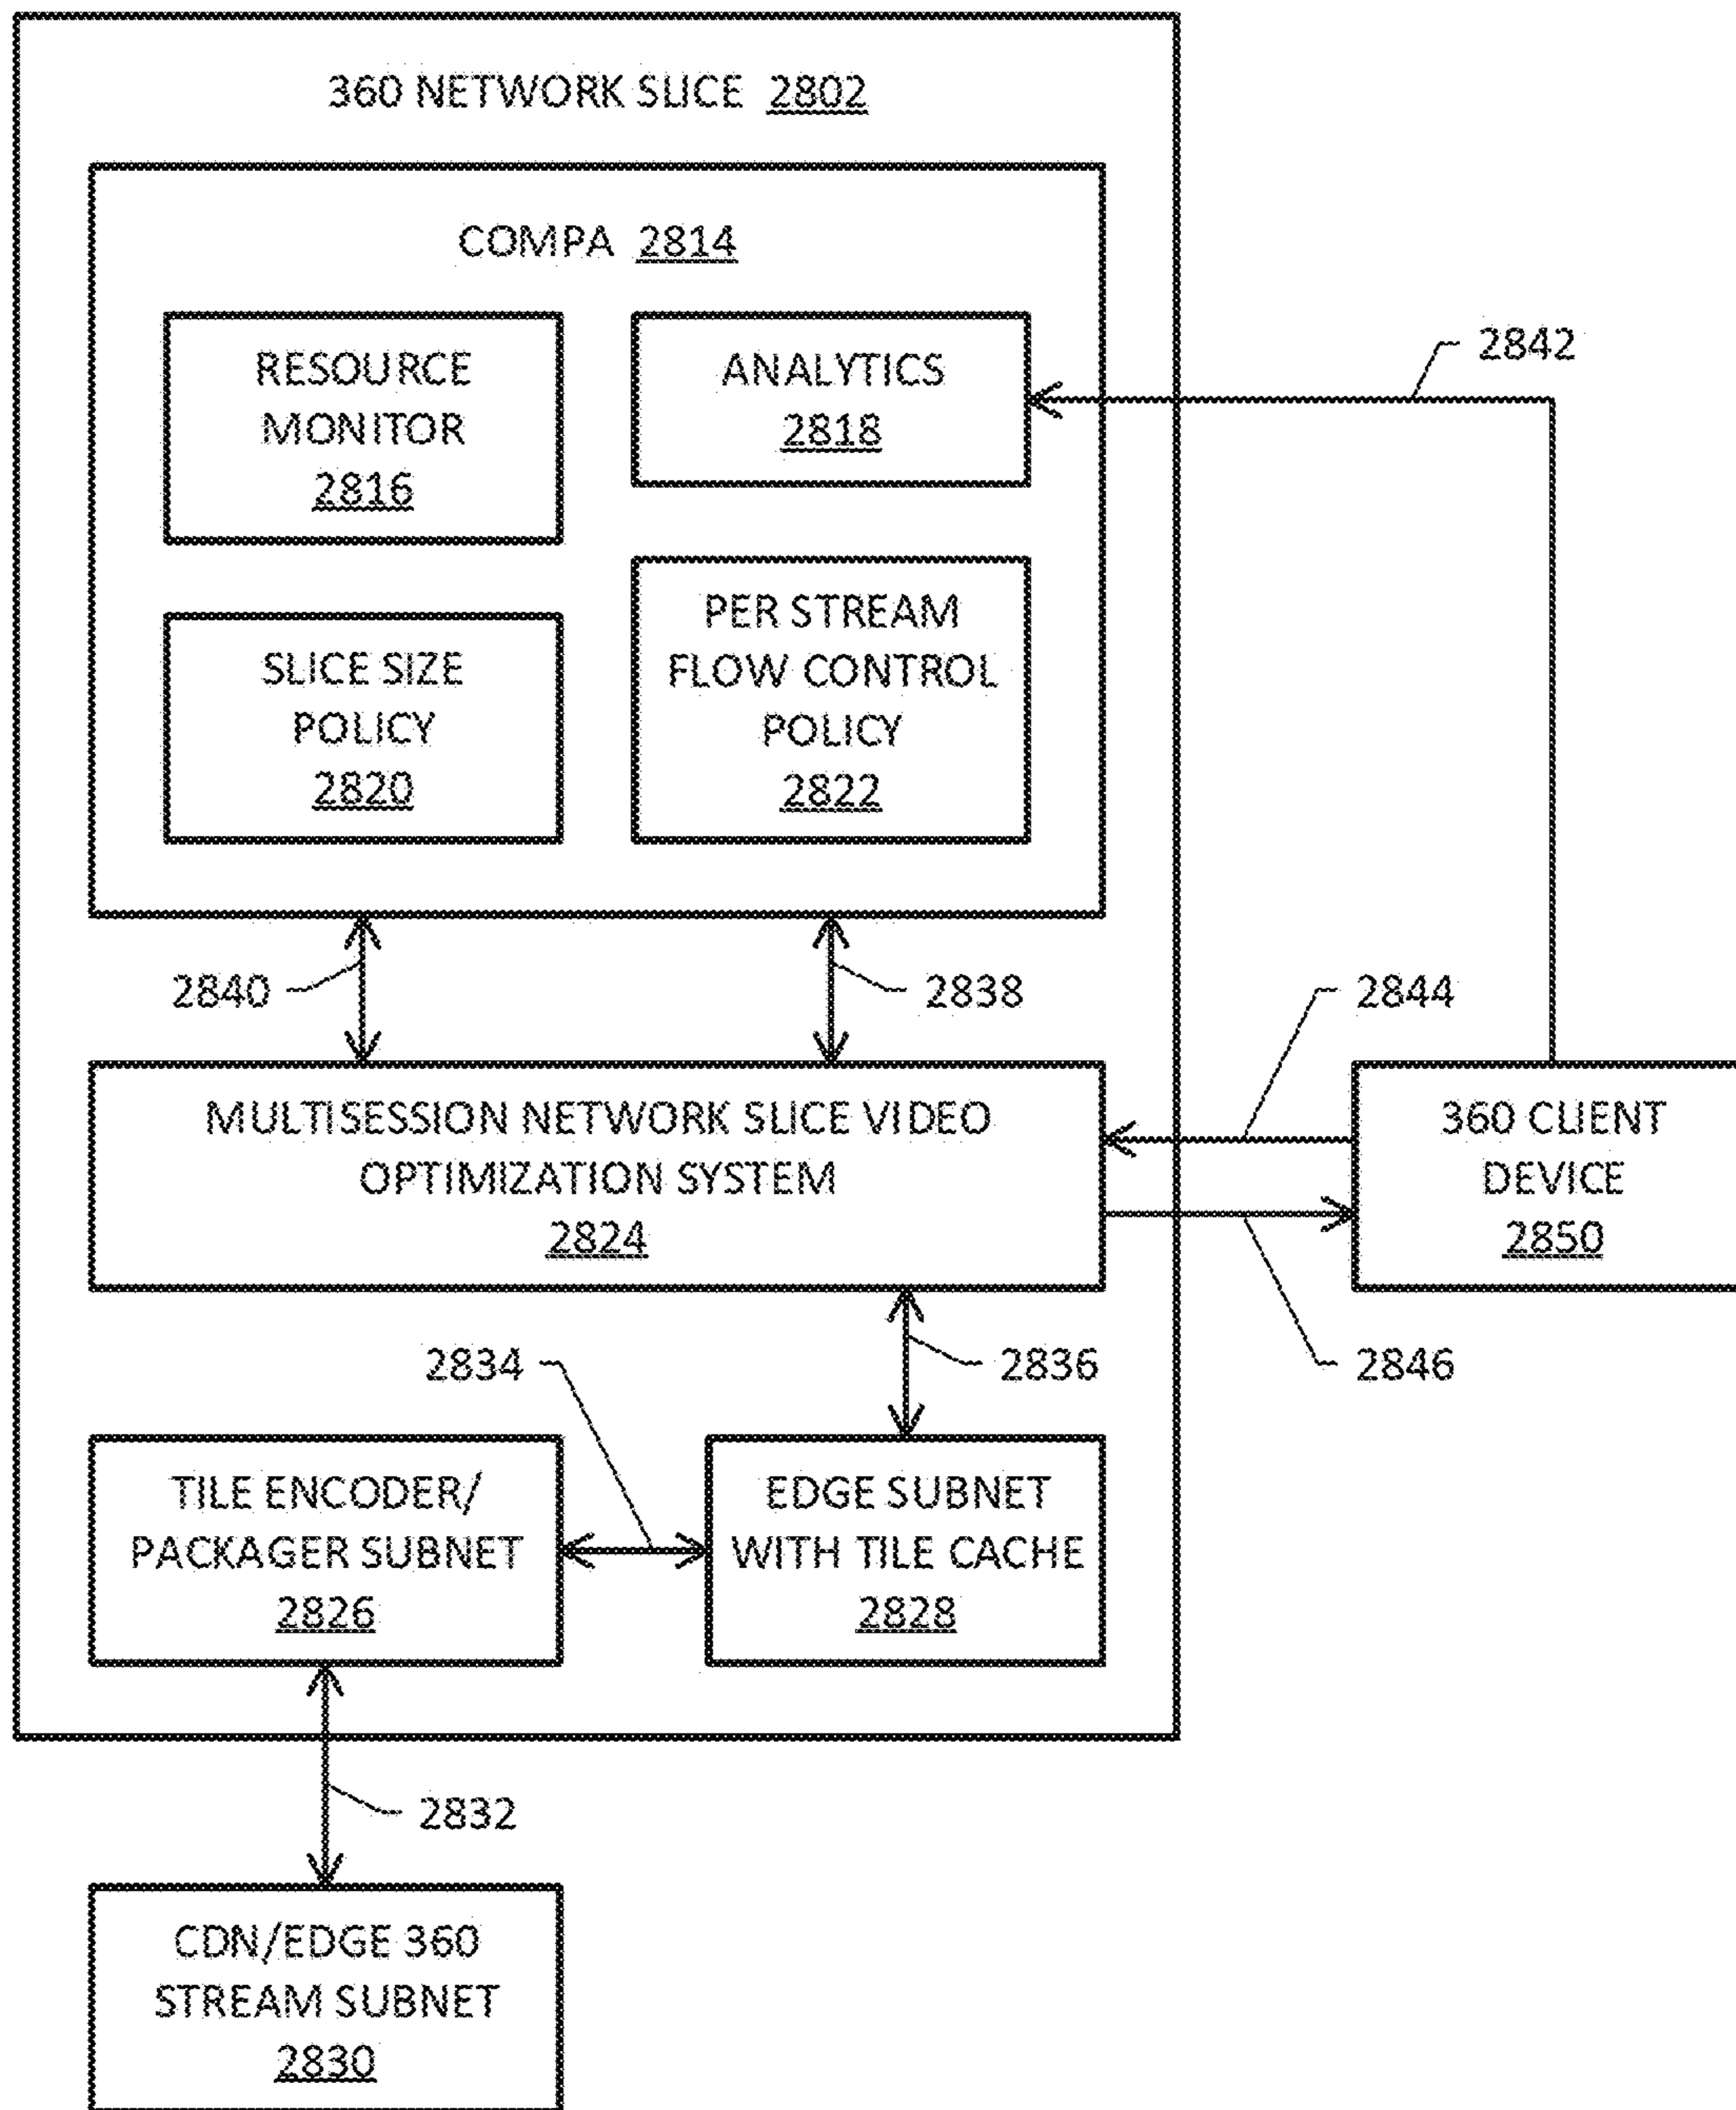 360 NETWORK SLICE 2802
COMPA 2814
RESOURCE
MONITOR
2816
ANALYTICS
2818
2842
SLICE SIZE
POLICY
2820
PER STREAM
FLOW CONTROL
POLICY
2822
2840
2838
2844
MULTISESSION NETWORK SLICE VIDEO
OPTIMIZATION SYSTEM
2824
360 CLIENT
DEVICE
2850
2834
2836
2846
TILE ENCODER/
PACKAGER SUBNET
2826
EDGE SUBNET
WITH TILE CACHE
2828
2832
CDN/EDGE 360
STREAM SUBNET
2830